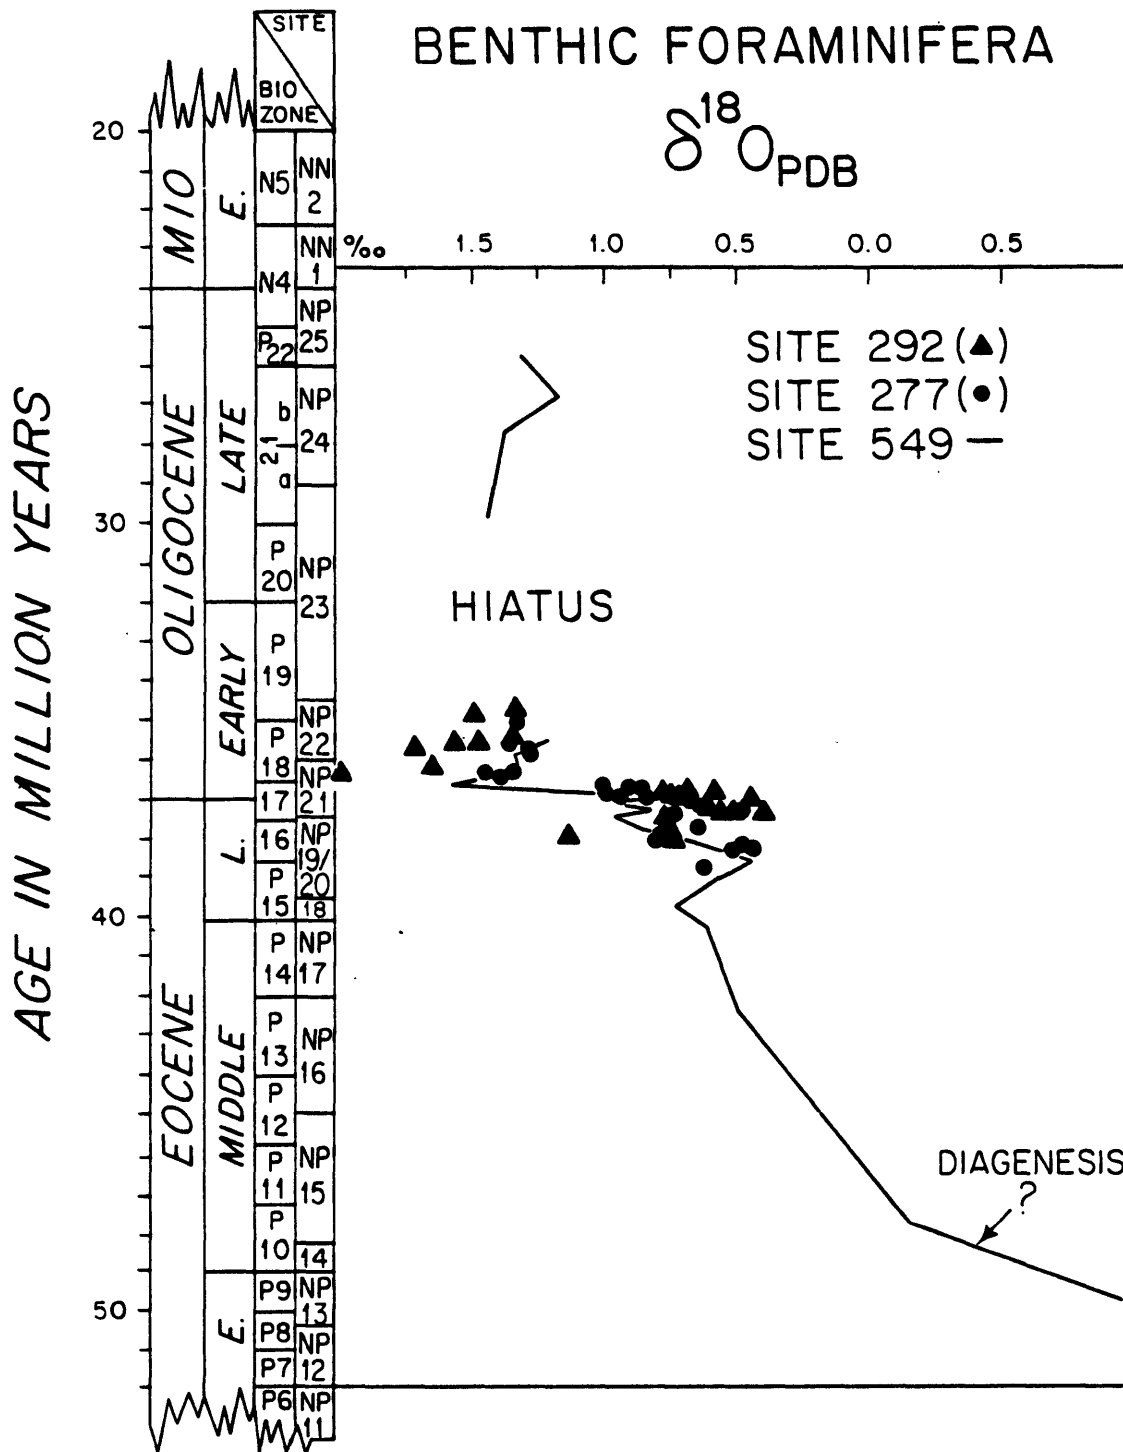 SITE
BENTHIC FORAMINIFERA
BIO
ZONE
δ18OPDB
20
MIO
E.
N5
NN
2
‰
1.5
1.0
0.5
0.0
0.5
N4
NN
1
NP
25
P22
SITE 292 (▲)
SITE 277 (●)
SITE 549 —
AGE IN MILLION YEARS
OLIGOCENE
LATE
b
21
a
NP
24
30
P
20
NP
23
HIATUS
EARLY
P
19
P
18
NP
22
NP
21
17
L.
16
NP
19/
20
P
15
18
40
EOCENE
MIDDLE
P
14
NP
17
P
13
NP
16
P
12
P
11
NP
15
DIAGENESIS
?
P
10
14
50
E.
P9
NP
13
P8
NP
12
P7
P6
NP
11